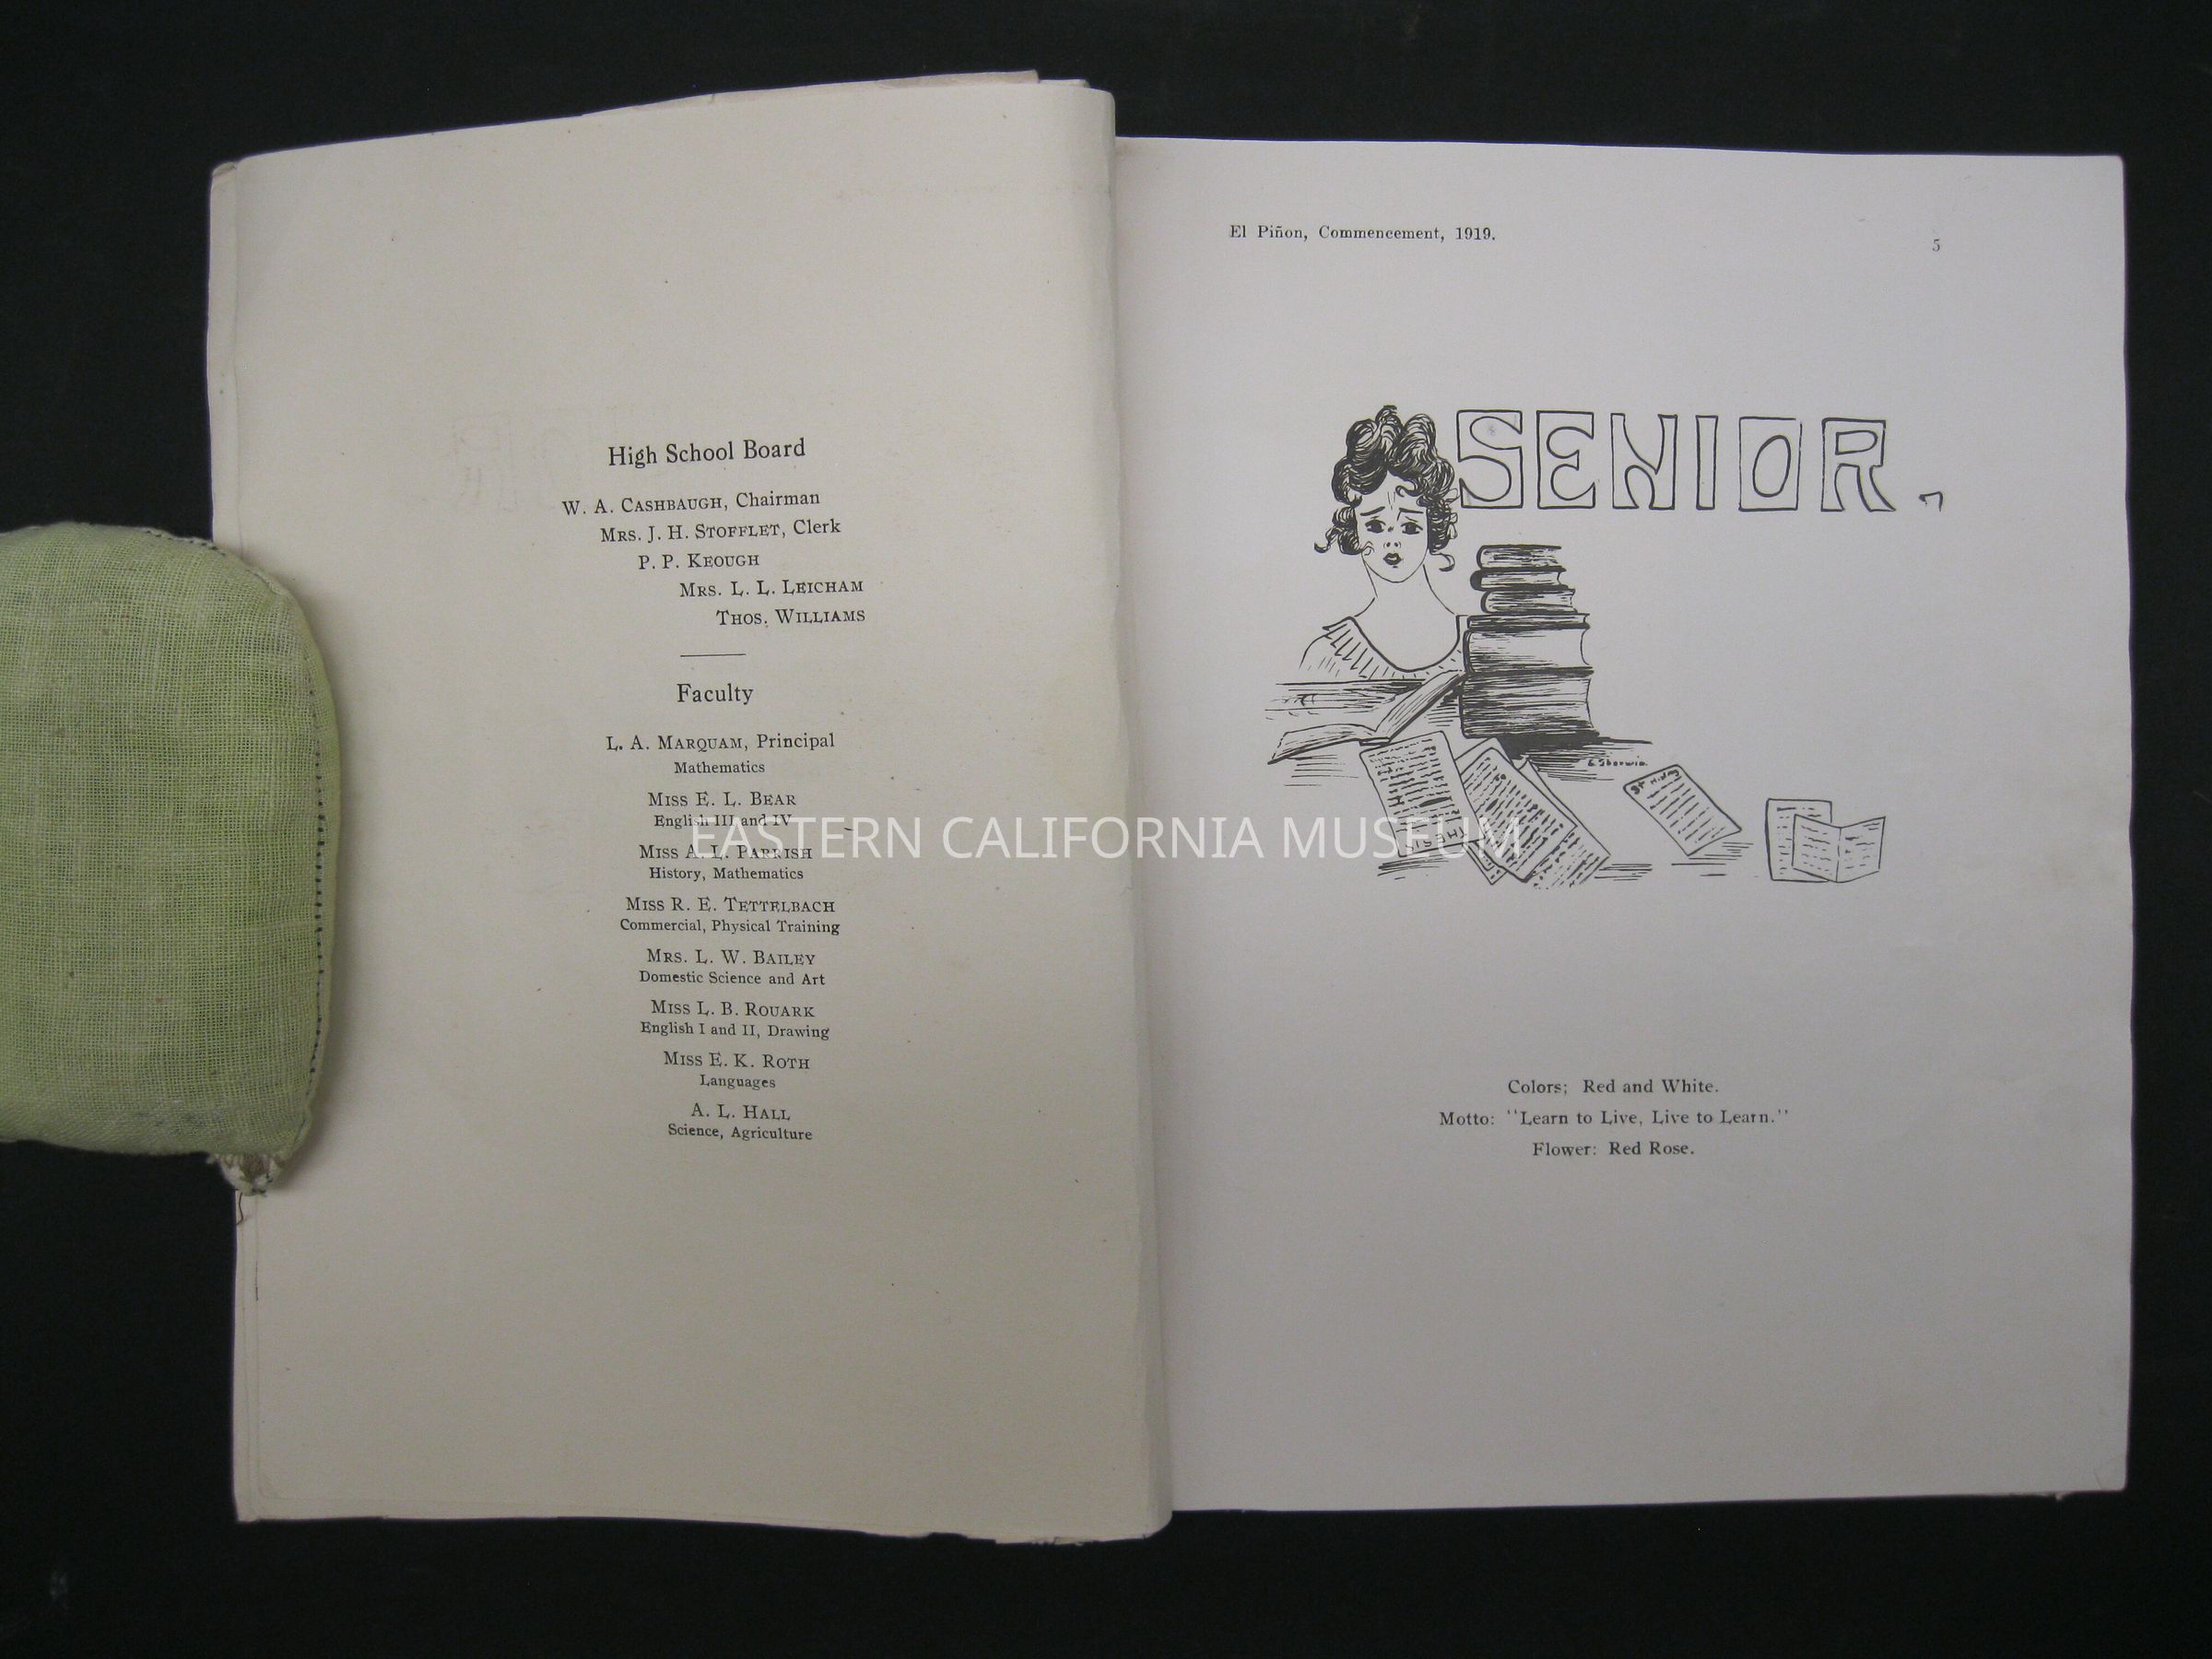 High School Board
W. A. CASHBAUGH, Chairman
MRS. J. H. STOFFLET, Clerk
P. P. KEOUGH
MRS. L. L. LEICHAM
THOS. WILLIAMS
Faculty
L. A. MARQUAM, Principal
Mathematics
MISS E. L. BEAR
English III and IV
MISS A. L. PARRISH
History, Mathematics
MISS R. E. TETTELBACH
Commercial, Physical Training
MRS. L. W. BAILEY
Domestic Science and Art
MISS L. B. ROUARK
English I and II, Drawing
MISS E. K. ROTH
Languages
A. L. HALL
Science, Agriculture
El Piñon, Commencement, 1919.
5
SENIOR
E. Sherwin.
THESIS
Colors; Red and White.
Motto: "Learn to Live, Live to Learn."
Flower: Red Rose.
EASTERN CALIFORNIA MUSEUM